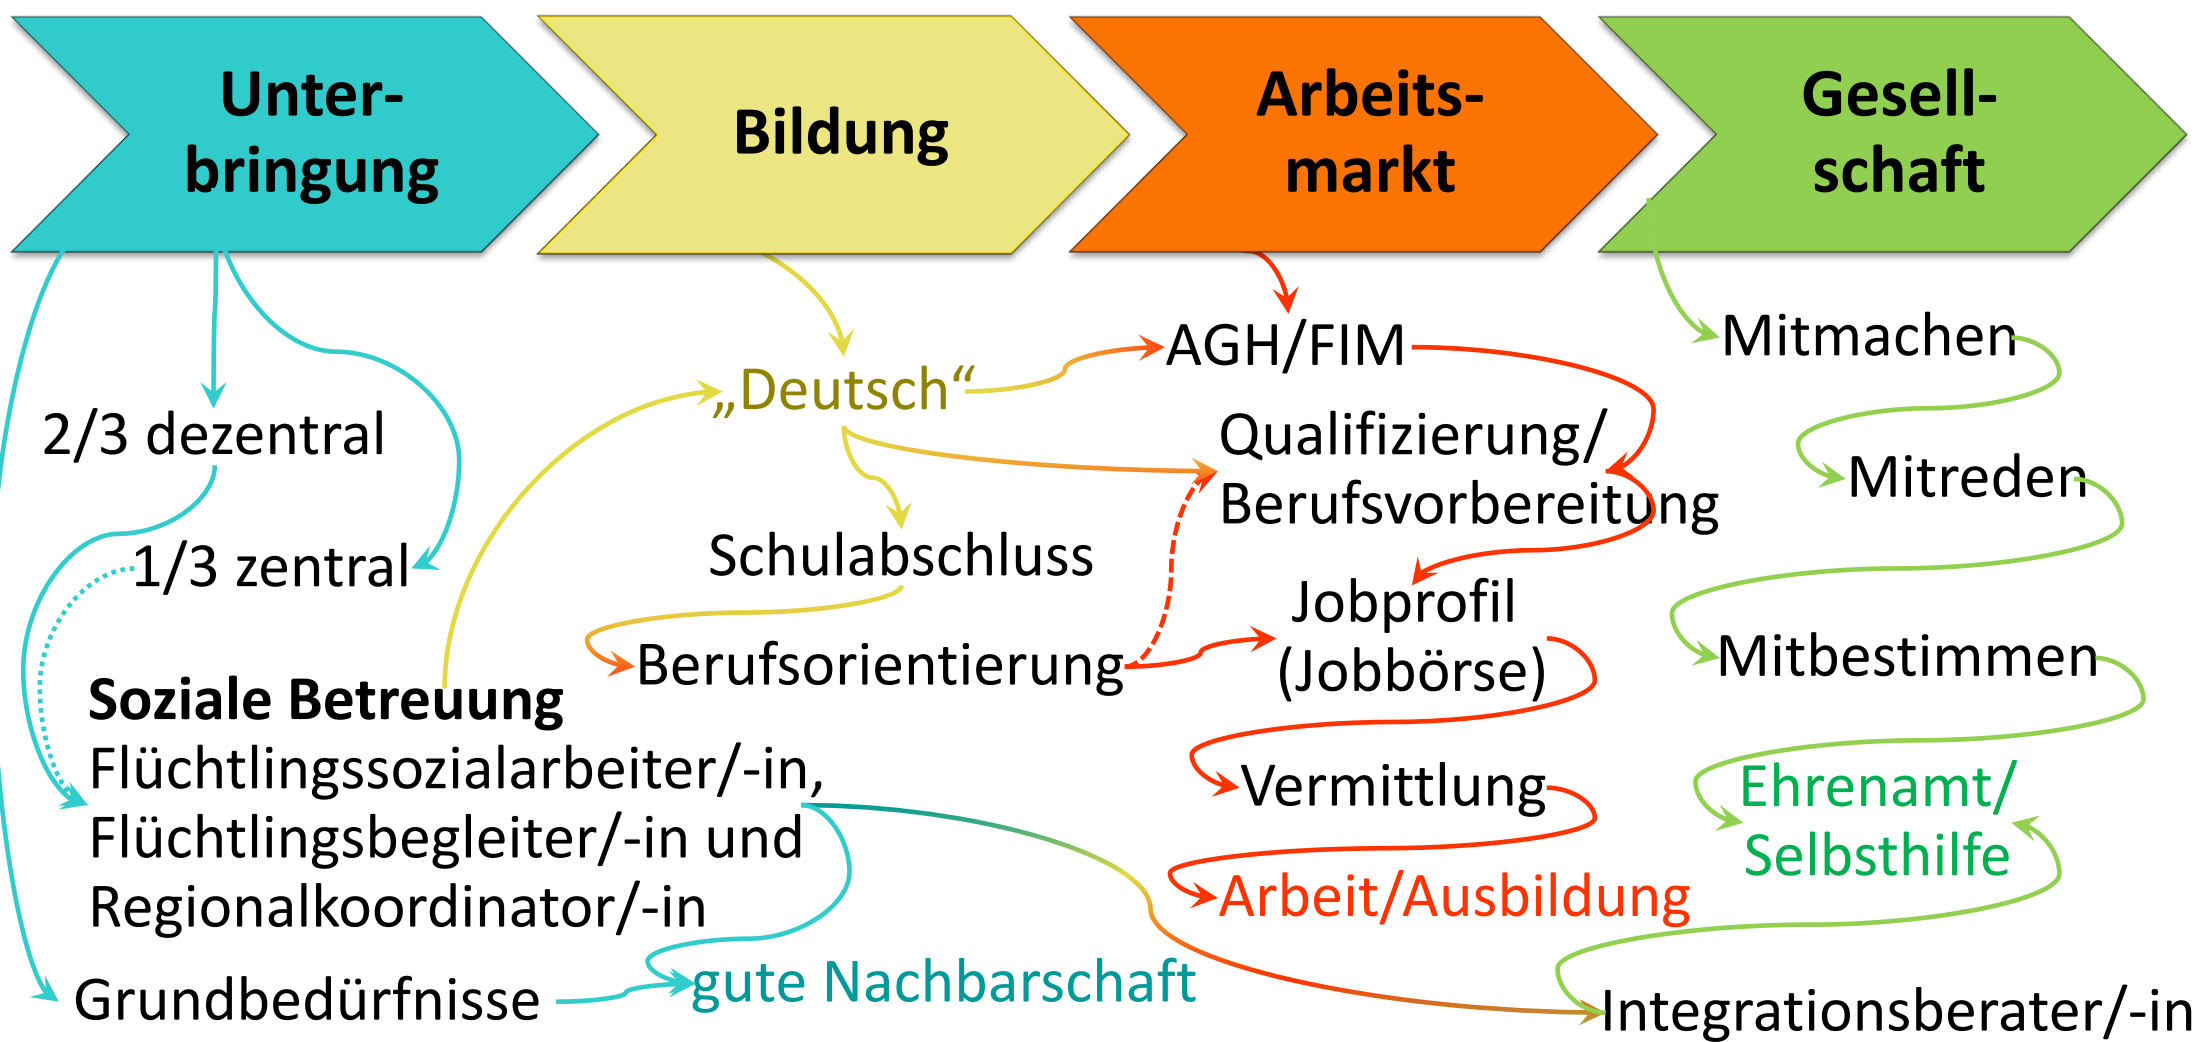 Unter-
bringung
Bildung
Arbeits-
markt
Gesell-
schaft
2/3 dezentral
1/3 zentral
Soziale Betreuung
Flüchtlingssozialarbeiter/-in,
Flüchtlingsbegleiter/-in und
Regionalkoordinator/-in
Grundbedürfnisse
gute Nachbarschaft
„Deutsch“
Schulabschluss
Berufsorientierung
AGH/FIM
Qualifizierung/
Berufsvorbereitung
Jobprofil
(Jobbörse)
Vermittlung
Arbeit/Ausbildung
Mitmachen
Mitreden
Mitbestimmen
Ehrenamt/
Selbsthilfe
Integrationsberater/-in